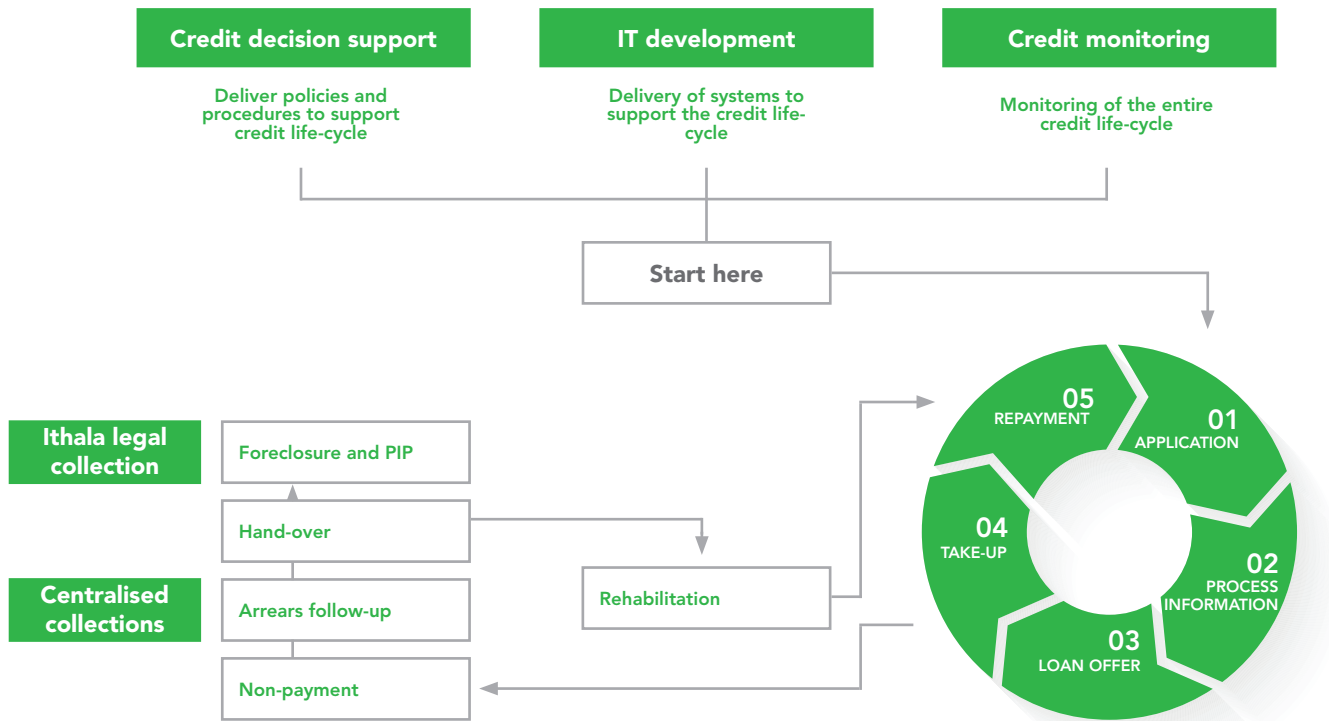 Credit decision support
IT development
Credit monitoring
Deliver policies and
procedures to support
credit life-cycle
Delivery of systems to
support the credit life-
cycle
Monitoring of the entire
credit life-cycle
Start here
Ithala legal
collection
Foreclosure and PIP
Hand-over
Centralised
collections
Arrears follow-up
Non-payment
Rehabilitation
01
APPLICATION
02
PROCESS
INFORMATION
03
LOAN OFFER
04
TAKE-UP
05
REPAYMENT